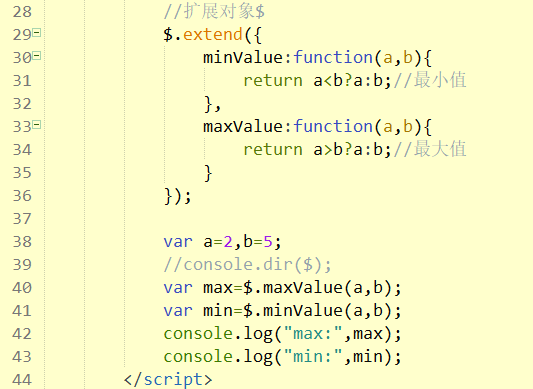 28 //扩展对象$
29 $.extend({
30 minValue:function(a,b){
31 return a<b?a:b;//最小值
32 },
33 maxValue:function(a,b){
34 return a>b?a:b;//最大值
35 }
36 });
37
38 var a=2,b=5;
39 //console.dir($);
40 var max=$.maxValue(a,b);
41 var min=$.minValue(a,b);
42 console.log("max:",max);
43 console.log("min:",min);
44 </script>